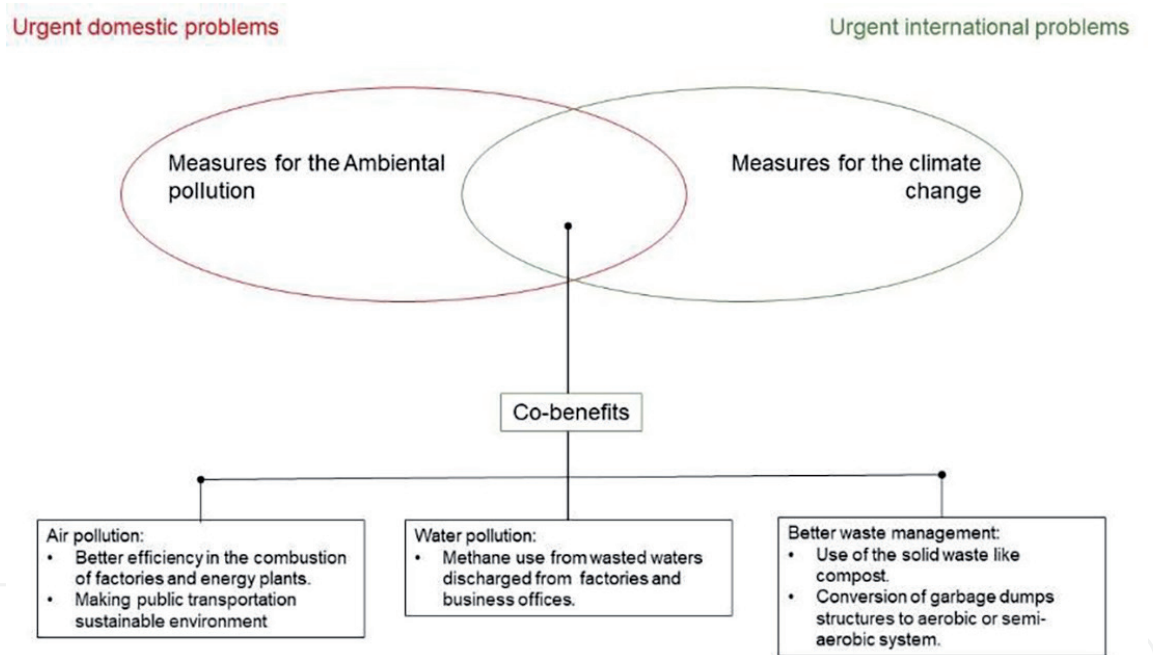 Urgent domestic problems
Urgent international problems
Measures for the Ambiental
pollution
Measures for the climate
change
Co-benefits
Air pollution:
• Better efficiency in the combustion
of factories and energy plants.
• Making public transportation
sustainable environment
Water pollution:
• Methane use from wasted waters
discharged from factories and
business offices.
Better waste management:
• Use of the solid waste like
compost.
• Conversion of garbage dumps
structures to aerobic or semi-
aerobic system.